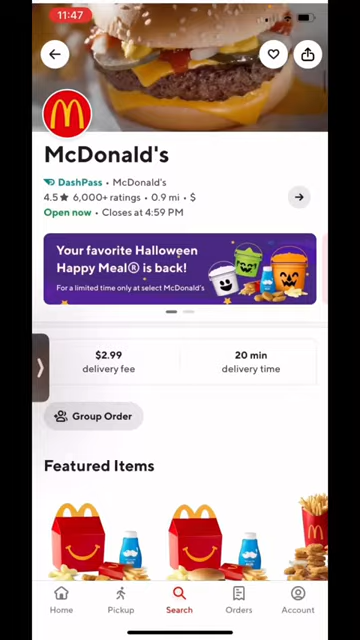 11:47
McDonald's
DashPass • McDonald's
4.5★ 6,000+ ratings • 0.9 mi • $
Open now • Closes at 4:59 PM
Your favorite Halloween
Happy Meal® is back!
For a limited time only at select McDonald's
$2.99
delivery fee
20 min
delivery time
Group Order
Featured Items
Home
Pickup
Search
Orders
Account